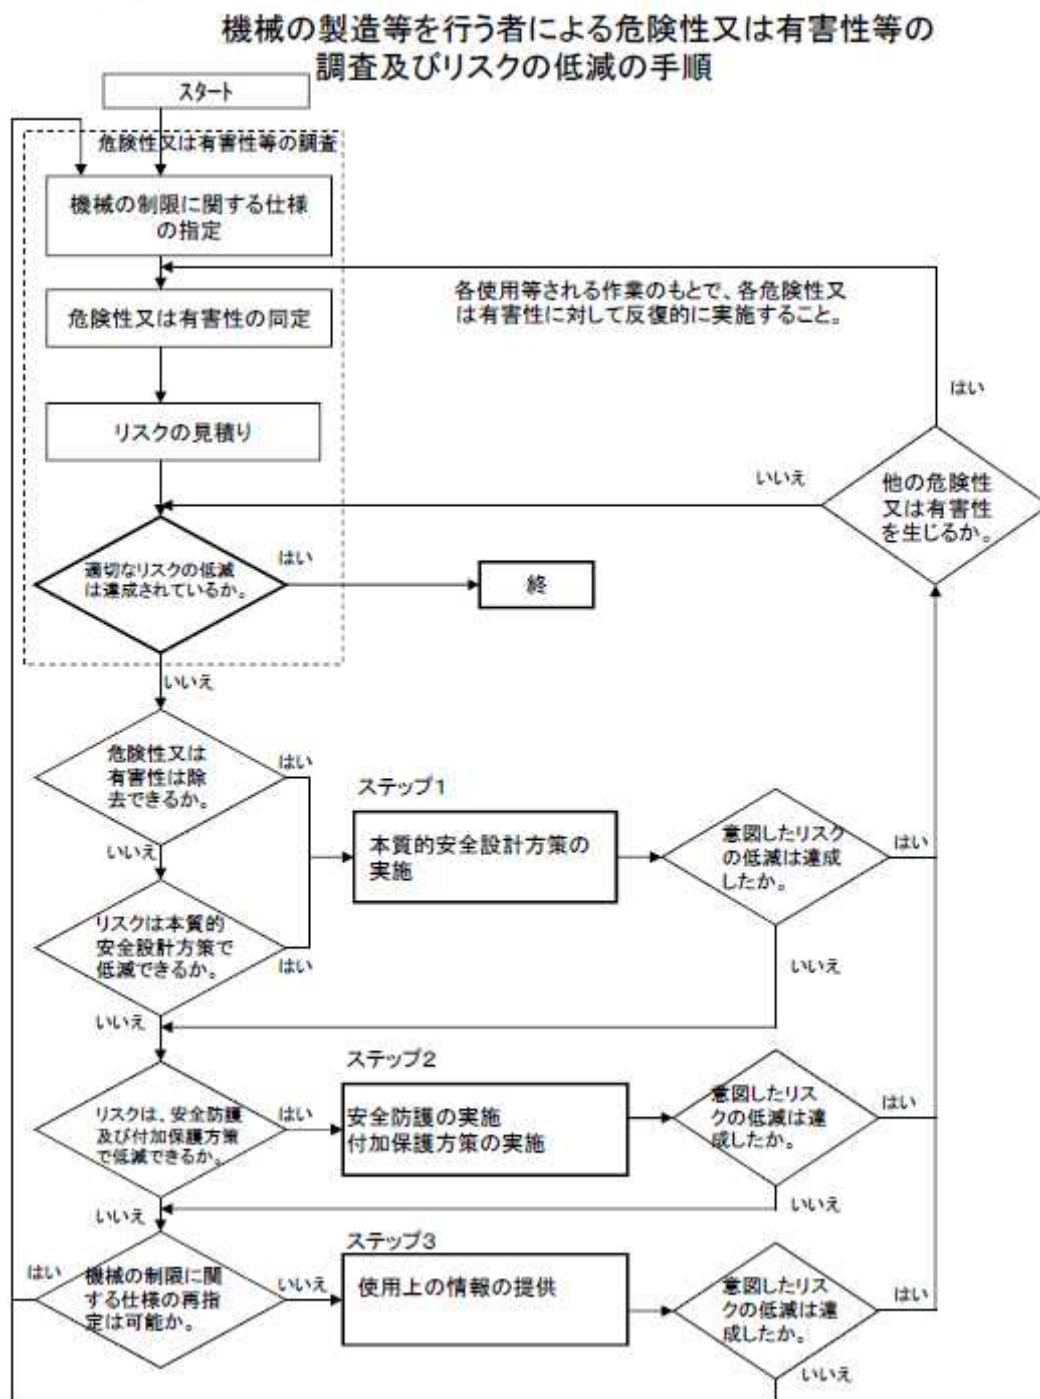 機械の製造等を行う者による危険性又は有害性等の
調査及びリスクの低減の手順
スタート
危険性又は有害性等の調査
機械の制限に関する仕様
の指定
各使用等される作業のもとで、各危険性又
は有害性に対して反復的に実施すること。
危険性又は有害性の同定
はい
リスクの見積り
いいえ
他の危険性
又は有害性
を生じるか。
適切なリスクの低減
は達成されているか。
はい
終
いいえ
危険性又は
有害性は除
去できるか。
はい
ステップ1
本質的安全設計方策の
実施
意図したリスク
の低減は達成
したか。
はい
いいえ
リスクは本質的
安全設計方策で
低減できるか。
はい
いいえ
いいえ
ステップ2
リスクは、安全防護
及び付加保護方策
で低減できるか。
はい
安全防護の実施
付加保護方策の実施
意図したリス
クの低減は達
成したか。
はい
いいえ
いいえ
ステップ3
はい
機械の制限に関
する仕様の再指
定は可能か。
いいえ
使用上の情報の提供
意図したリス
クの低減は達
成したか。
はい
いいえ